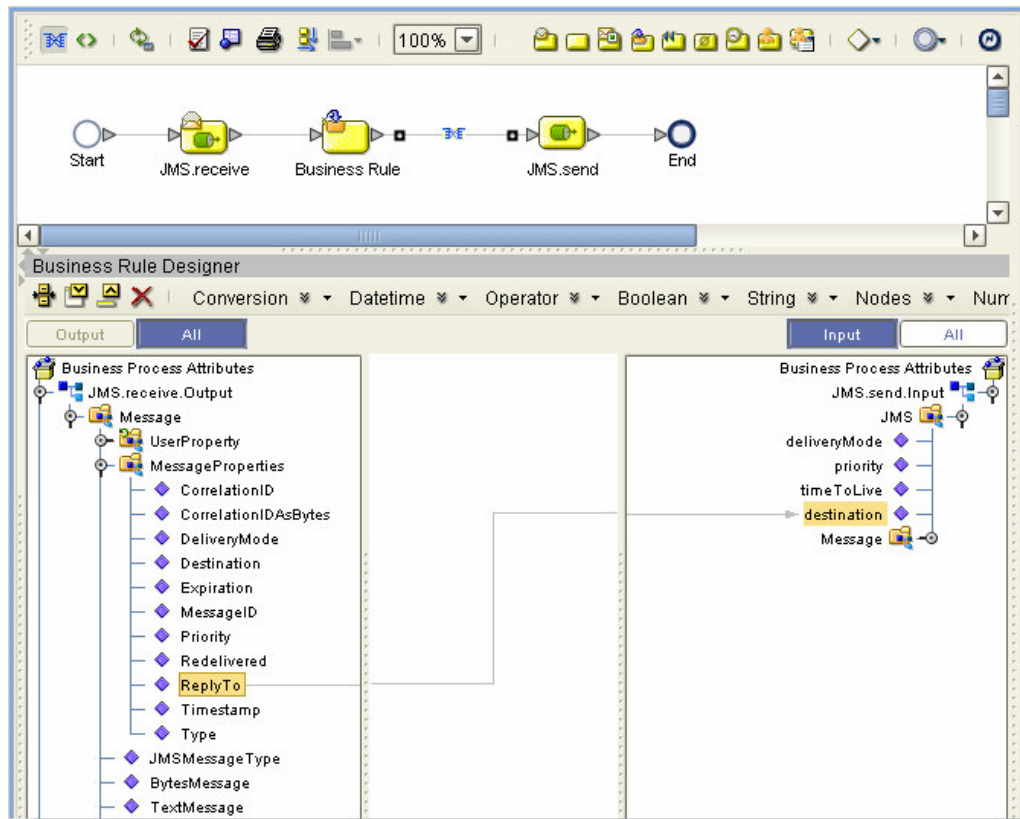 100%
Start
JMS.receive
Business Rule
JMS.send
End
Business Rule Designer
Conversion Datetime Operator Boolean String Nodes Num
Output All Input All
Business Process Attributes
JMS.receive.Output
Message
UserProperty
MessageProperties
CorrelationID
CorrelationIDAsBytes
DeliveryMode
Destination
Expiration
MessageID
Priority
Redelivered
ReplyTo
Timestamp
Type
JMSMessageType
BytesMessage
TextMessage
Business Process Attributes
JMS.send.Input
JMS
deliveryMode
priority
timeToLive
destination
Message